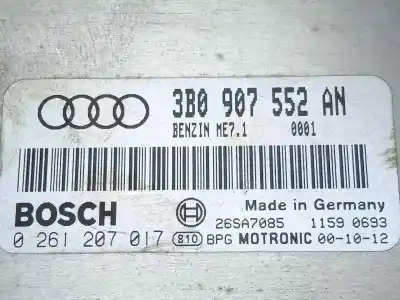 3B0 907 552 AN
BENZIN ME7.1 0001
Made in Germany
BOSCH 26SA7085 1159 0693
0 261 207 017 810 BPG MOTRONIC 00-10-12